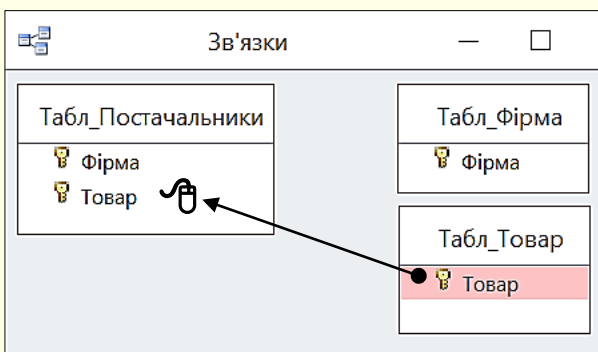 Зв'язки
Табл_Постачальники
Фірма
Товар
Табл_Фірма
Фірма
Табл_Товар
Товар